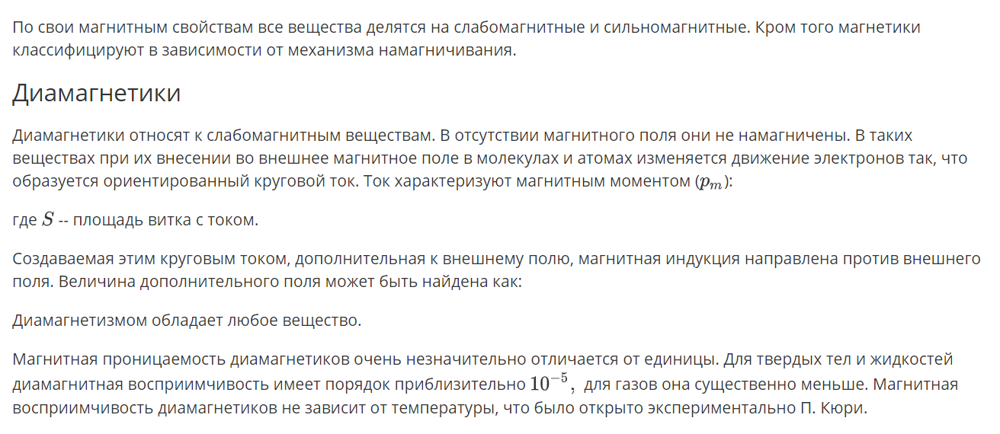 По свои магнитным свойствам все вещества делятся на слабомагнитные и сильномагнитные. Кром того магнетики
классифицируют в зависимости от механизма намагничивания.
Диамагнетики
Диамагнетики относят к слабомагнитным веществам. В отсутствии магнитного поля они не намагничены. В таких
веществах при их внесении во внешнее магнитное поле в молекулах и атомах изменяется движение электронов так, что
образуется ориентированный круговой ток. Ток характеризуют магнитным моментом (pₘ):
где S -- площадь витка с током.
Создаваемая этим круговым током, дополнительная к внешнему полю, магнитная индукция направлена против внешнего
поля. Величина дополнительного поля может быть найдена как:
Диамагнетизмом обладает любое вещество.
Магнитная проницаемость диамагнетиков очень незначительно отличается от единицы. Для твердых тел и жидкостей
диамагнитная восприимчивость имеет порядок приблизительно 10⁻⁵, для газов она существенно меньше. Магнитная
восприимчивость диамагнетиков не зависит от температуры, что было открыто экспериментально П. Кюри.